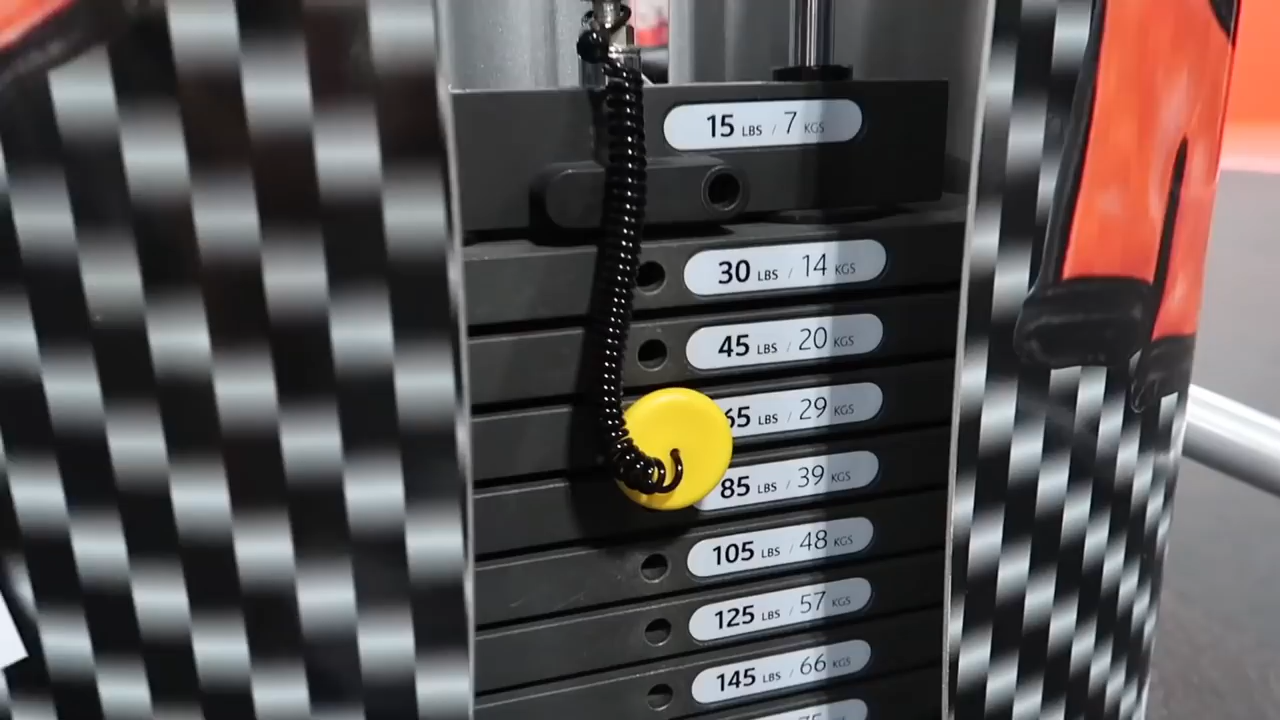 15 LBS / 7 KGS
30 LBS / 14 KGS
45 LBS / 20 KGS
65 LBS / 29 KGS
85 LBS / 39 KGS
105 LBS / 48 KGS
125 LBS / 57 KGS
145 LBS / 66 KGS